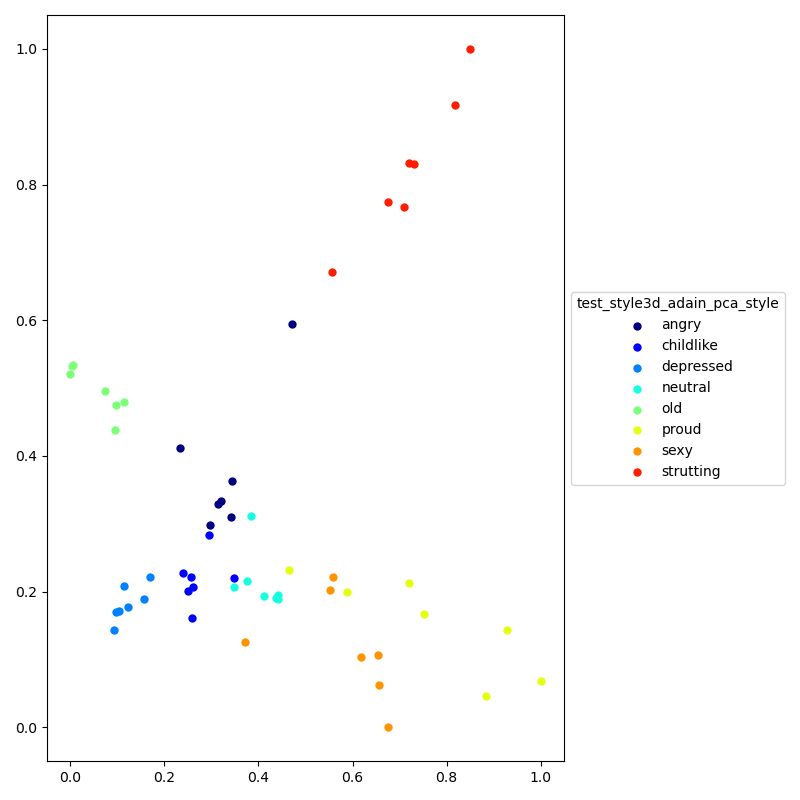 1.0
0.8
0.6
0.4
0.2
0.0
0.0 0.2 0.4 0.6 0.8 1.0
test_style3d_adain_pca_style
angry
childlike
depressed
neutral
old
proud
sexy
strutting